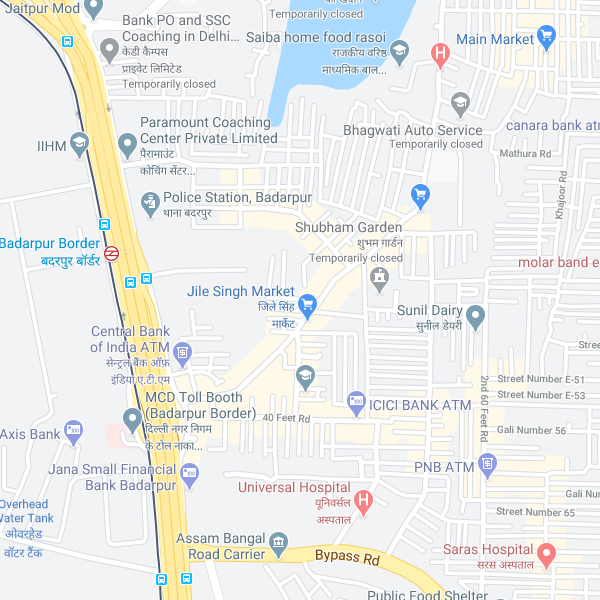 Jaitpur Mod
Bank PO and SSC
Coaching in Delhi...
केडी कैम्पस
प्राइवेट लिमिटेड
Temporarily closed
Temporarily closed
Saiba home food rasoi
राजकीय वरिष्ठ
माध्यमिक बाल...
Main Market
Paramount Coaching
Center Private Limited
पैरामाउंट
कोचिंग सेंटर...
IIHM
Bhagwati Auto Service
Temporarily closed
canara bank atm
Mathura Rd
Khajoor Rd
Police Station, Badarpur
थाना बदरपुर
Shubham Garden
शुभम गार्डन
Temporarily closed
Badarpur Border
बदरपुर बॉर्डर
molar band e
Jile Singh Market
जिले सिंह
मार्केट
Sunil Dairy
सुनील डेयरी
Central Bank
of India ATM
सेन्ट्रल बैंक ऑफ़
इंडिया ए.टी.एम
Street Number E-51
Street Number E-53
2nd 60 Feet Rd
MCD Toll Booth
(Badarpur Border)
दिल्ली नगर निगम
के टोल नाका...
ICICI BANK ATM
40 Feet Rd
Gali Number 56
Axis Bank
Jana Small Financial
Bank Badarpur
PNB ATM
Universal Hospital
यूनिवर्सल
अस्पताल
Gali Nu
Street Number 65
Overhead
Water Tank
ओवरहेड
वॉटर टैंक
Assam Bangal
Road Carrier
Bypass Rd
Saras Hospital
सरस अस्पताल
Public Food Shelter